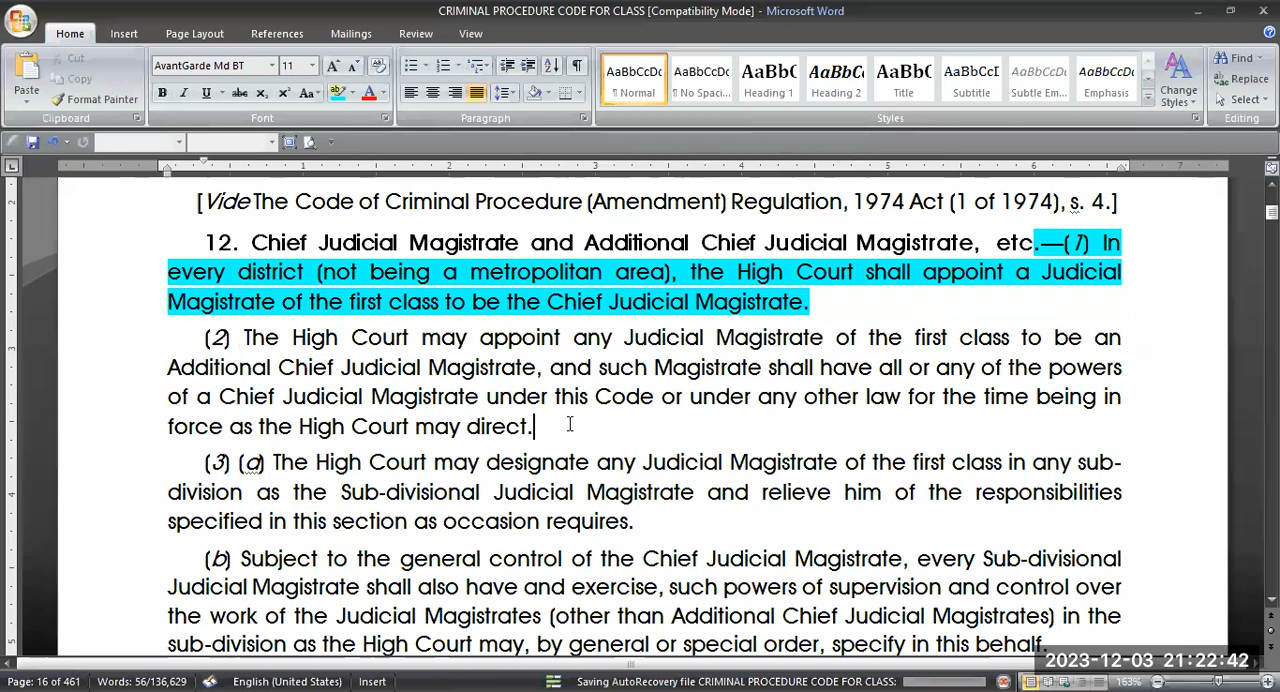 CRIMINAL PROCEDURE CODE FOR CLASS [Compatibility Mode] - Microsoft Word
Home Insert Page Layout References Mailings Review View
Paste
Cut
Copy
Format Painter
Clipboard
AvantGarde Md BT 11
Font
Paragraph
AaBbCcDc AaBbCcDc AaBbC AaBbCc AaBbC AaBbCcI AaBbCcDc AaBbCcDc
¶ Normal ¶ No Spaci... Heading 1 Heading 2 Title Subtitle Subtle Em... Emphasis
Styles
Change Styles
Find
Replace
Select
Editing
1 2 3 4 5 6 7
[Vide The Code of Criminal Procedure (Amendment) Regulation, 1974 Act (1 of 1974), s. 4.]
12. Chief Judicial Magistrate and Additional Chief Judicial Magistrate, etc.—(1) In
every district (not being a metropolitan area), the High Court shall appoint a Judicial
Magistrate of the first class to be the Chief Judicial Magistrate.
(2) The High Court may appoint any Judicial Magistrate of the first class to be an
Additional Chief Judicial Magistrate, and such Magistrate shall have all or any of the powers
of a Chief Judicial Magistrate under this Code or under any other law for the time being in
force as the High Court may direct.
(3) (a) The High Court may designate any Judicial Magistrate of the first class in any sub-
division as the Sub-divisional Judicial Magistrate and relieve him of the responsibilities
specified in this section as occasion requires.
(b) Subject to the general control of the Chief Judicial Magistrate, every Sub-divisional
Judicial Magistrate shall also have and exercise, such powers of supervision and control over
the work of the Judicial Magistrates (other than Additional Chief Judicial Magistrates) in the
sub-division as the High Court may, by general or special order, specify in this behalf.
2023-12-03 21:22:42
Page: 16 of 461 Words: 56/136,629 English (United States) Insert Saving AutoRecovery file CRIMINAL PROCEDURE CODE FOR CLASS: 163%